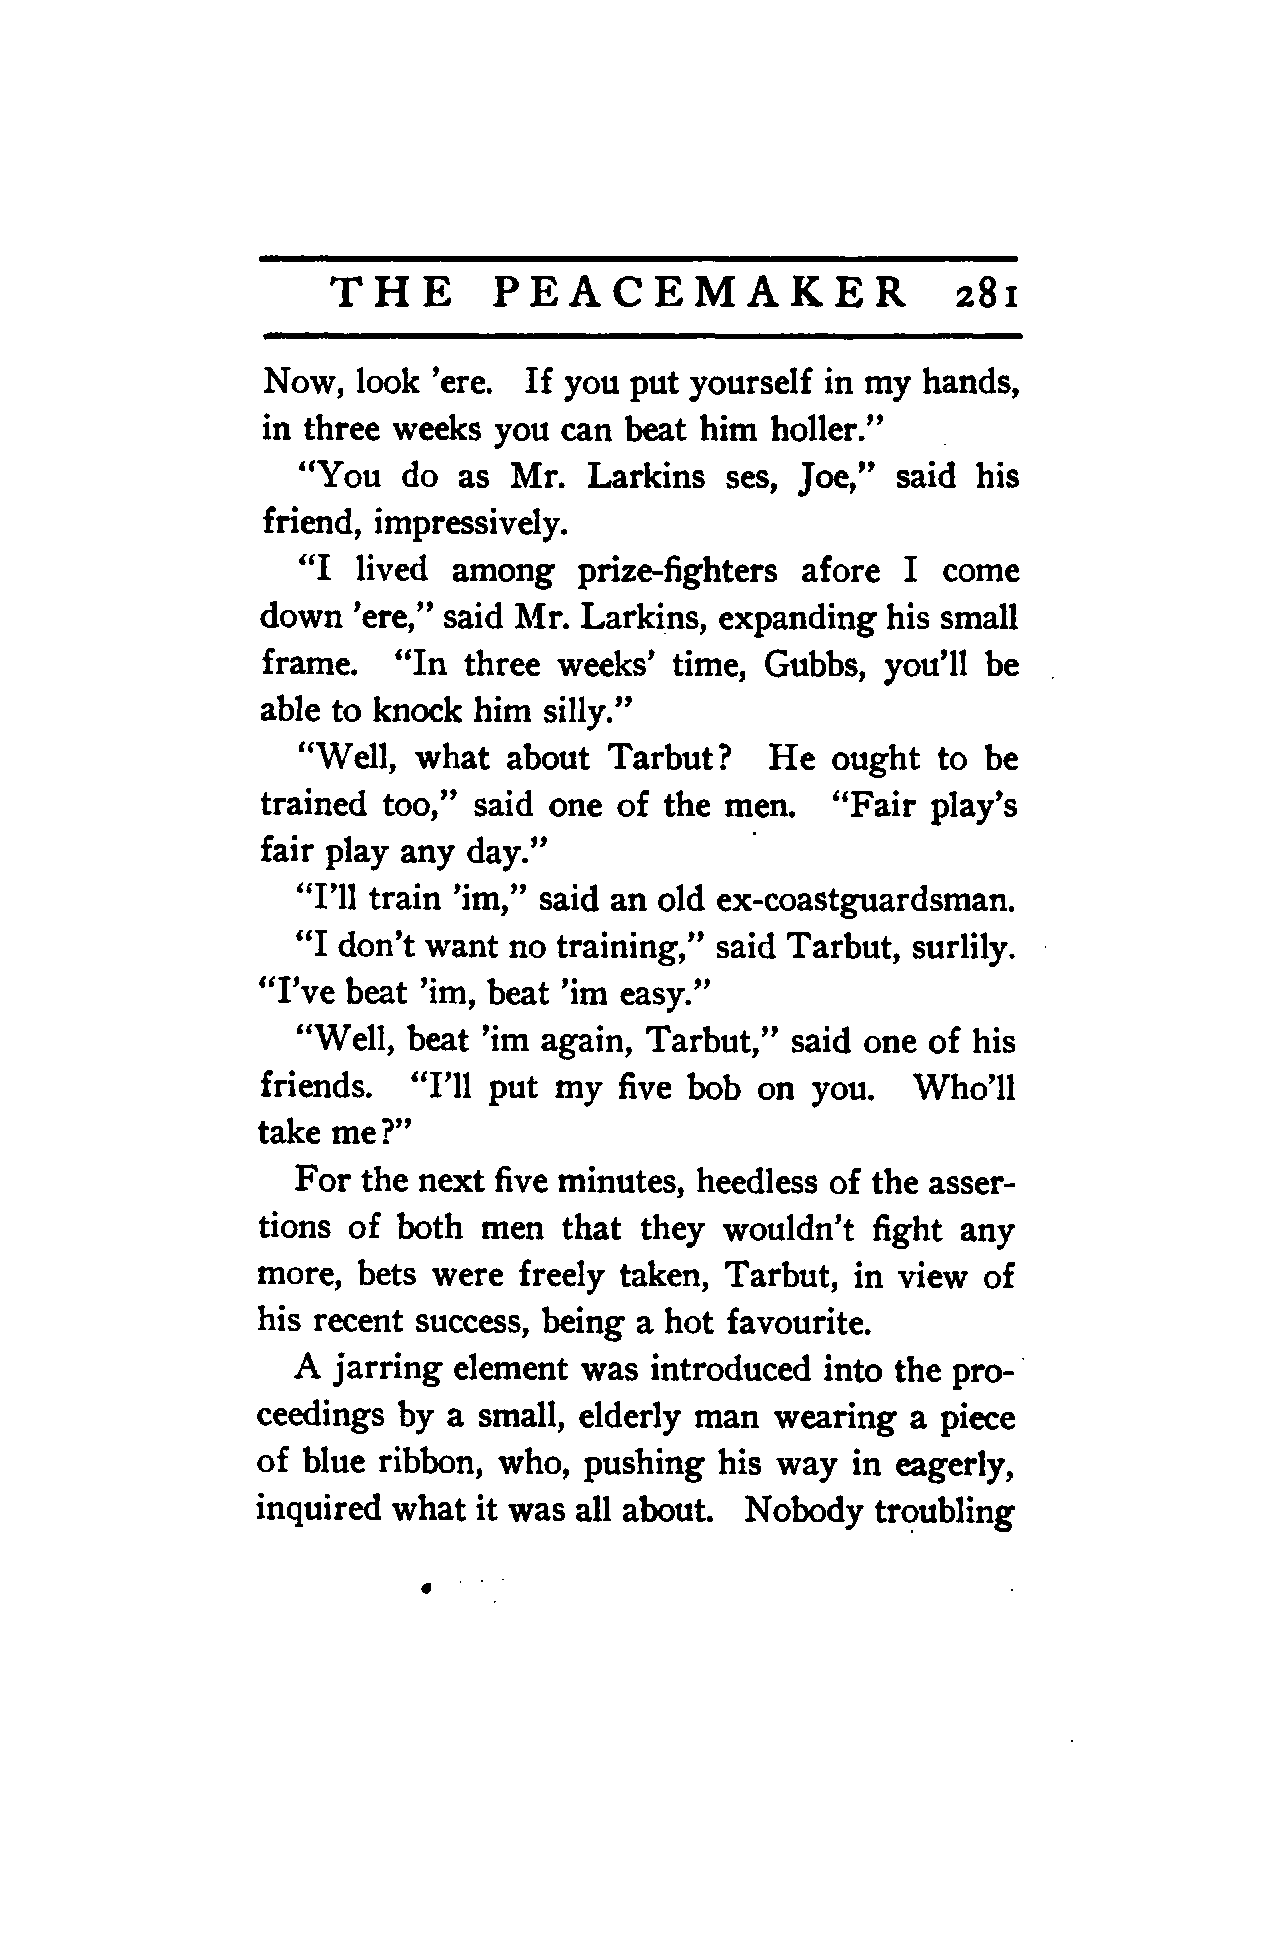 THE PEACEMAKER 281
Now, look 'ere. If you put yourself in my hands,
in three weeks you can beat him holler."
"You do as Mr. Larkins ses, Joe," said his
friend, impressively.
"I lived among prize-fighters afore I come
down 'ere," said Mr. Larkins, expanding his small
frame. "In three weeks' time, Gubbs, you'll be
able to knock him silly."
"Well, what about Tarbut? He ought to be
trained too," said one of the men. "Fair play's
fair play any day."
"I'll train 'im," said an old ex-coastguardsman.
"I don't want no training," said Tarbut, surlily.
"I've beat 'im, beat 'im easy."
"Well, beat 'im again, Tarbut," said one of his
friends. "I'll put my five bob on you. Who'll
take me?"
For the next five minutes, heedless of the asser-
tions of both men that they wouldn't fight any
more, bets were freely taken, Tarbut, in view of
his recent success, being a hot favourite.
A jarring element was introduced into the pro-
ceedings by a small, elderly man wearing a piece
of blue ribbon, who, pushing his way in eagerly,
inquired what it was all about. Nobody troubling